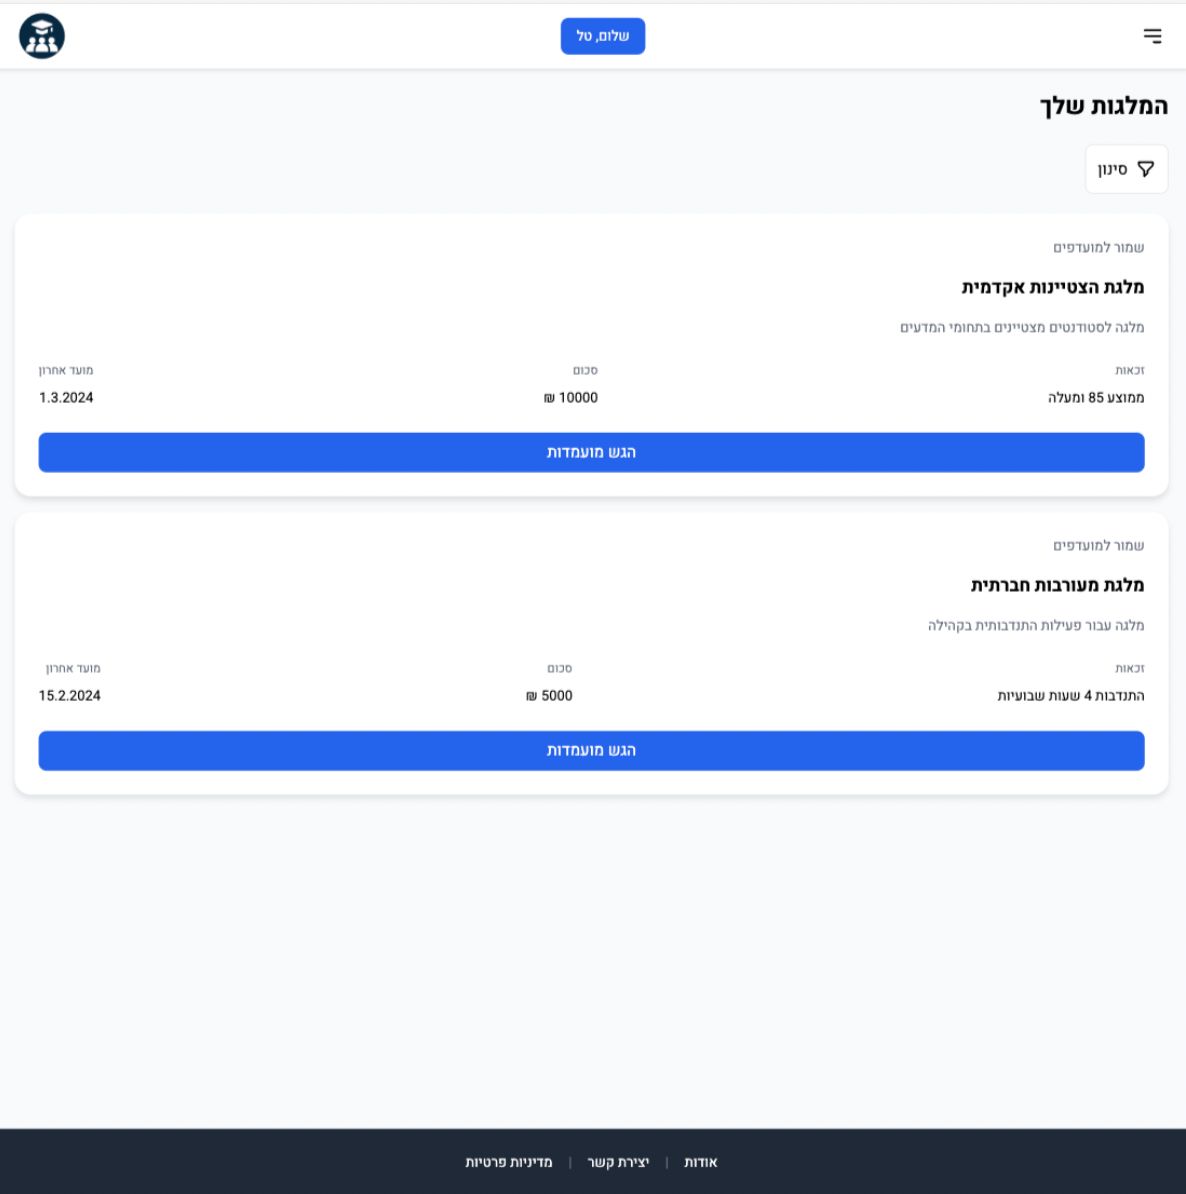 שלום, טל
המלגות שלך
סינון
שמור למועדפים
מלגת הצטיינות אקדמית
מלגה לסטודנטים מצטיינים בתחומי המדעים
זכאות סכום מועד אחרון
ממוצע 85 ומעלה 10000 ₪ 1.3.2024
הגש מועמדות
שמור למועדפים
מלגת מעורבות חברתית
מלגה עבור פעילות התנדבותית בקהילה
זכאות סכום מועד אחרון
התנדבות 4 שעות שבועיות 5000 ₪ 15.2.2024
הגש מועמדות
אודות | יצירת קשר | מדיניות פרטיות